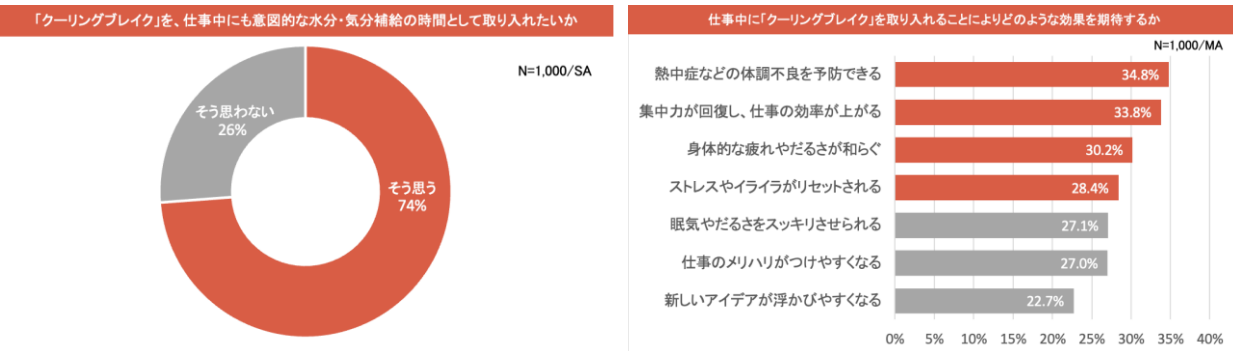 「クーリングブレイク」を、仕事中にも意図的な水分・気分補給の時間として取り入れたいか
N=1,000/SA
そう思わない
26%
そう思う
74%
仕事中に「クーリングブレイク」を取り入れることによりどのような効果を期待するか
N=1,000/MA
熱中症などの体調不良を予防できる 34.8%
集中力が回復し、仕事の効率が上がる 33.8%
身体的な疲れやだるさが和らぐ 30.2%
ストレスやイライラがリセットされる 28.4%
眠気やだるさをスッキリさせられる 27.1%
仕事のメリハリがつけやすくなる 27.0%
新しいアイデアが浮かびやすくなる 22.7%
0% 5% 10% 15% 20% 25% 30% 35% 40%